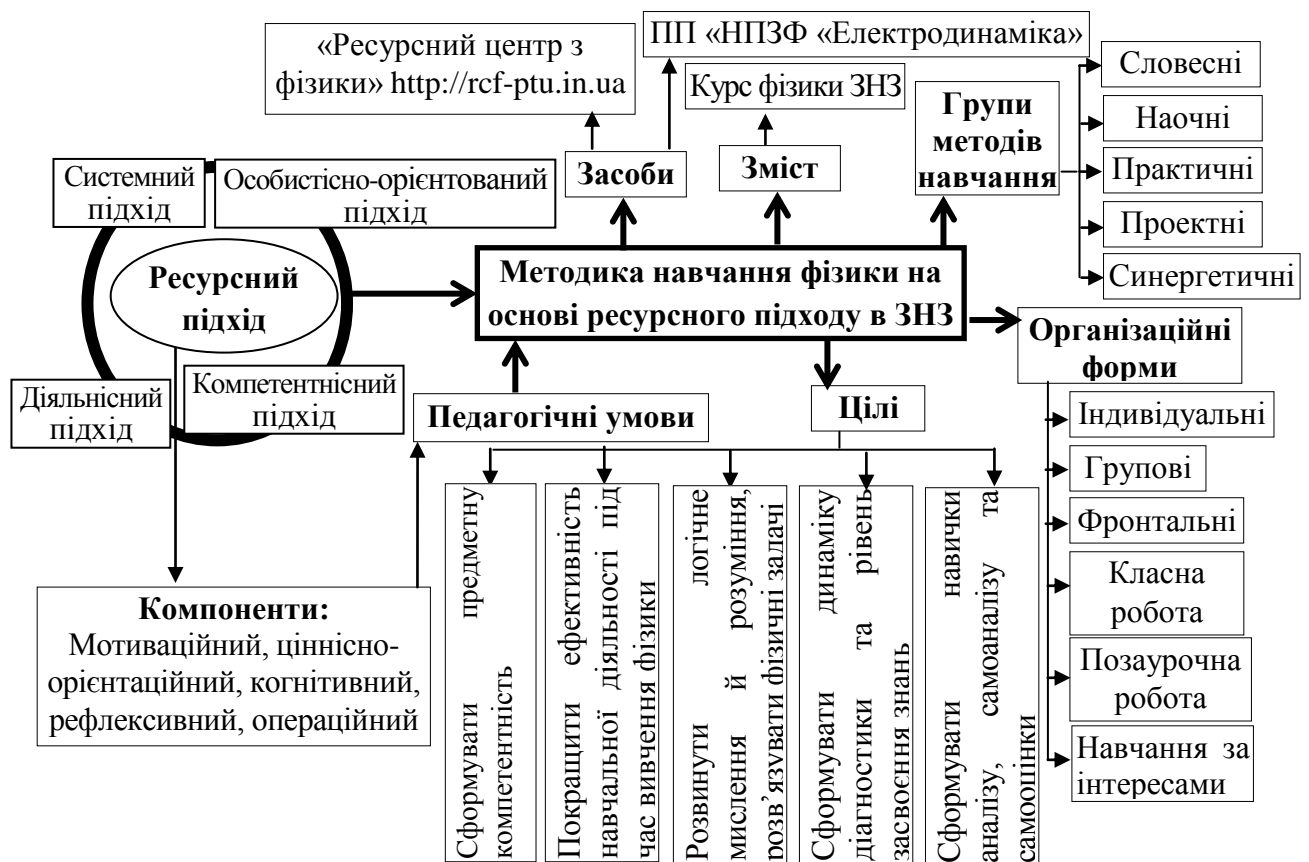 «Ресурсний центр з
фізики» http://rcf-ptu.in.ua
ПП «НПЗФ «Електродинаміка»
Курс фізики ЗНЗ
Групи
методів
навчання
Словесні
Наочні
Практичні
Проектні
Синергетичні
Засоби
Зміст
Системний
підхід
Особистісно-орієнтований
підхід
Ресурсний
підхід
Діяльнісний
підхід
Компетентнісний
підхід
Методика навчання фізики на
основі ресурсного підходу в ЗНЗ
Організаційні
форми
Індивідуальні
Групові
Фронтальні
Класна
робота
Позаурочна
робота
Навчання за
інтересами
Педагогічні умови
Цілі
Сформувати предметну
компетентність
Покращити ефективність
навчальної діяльності під
час вивчення фізики
Розвинути логічне
мислення й розуміння,
розв’язувати фізичні задачі
Сформувати динаміку
діагностики та рівень
засвоєння знань
Сформувати навички
аналізу, самоаналізу та
самоопінки
Компоненти:
Мотиваційний, ціннісно-
орієнтаційний, когнітивний,
рефлексивний, операційний